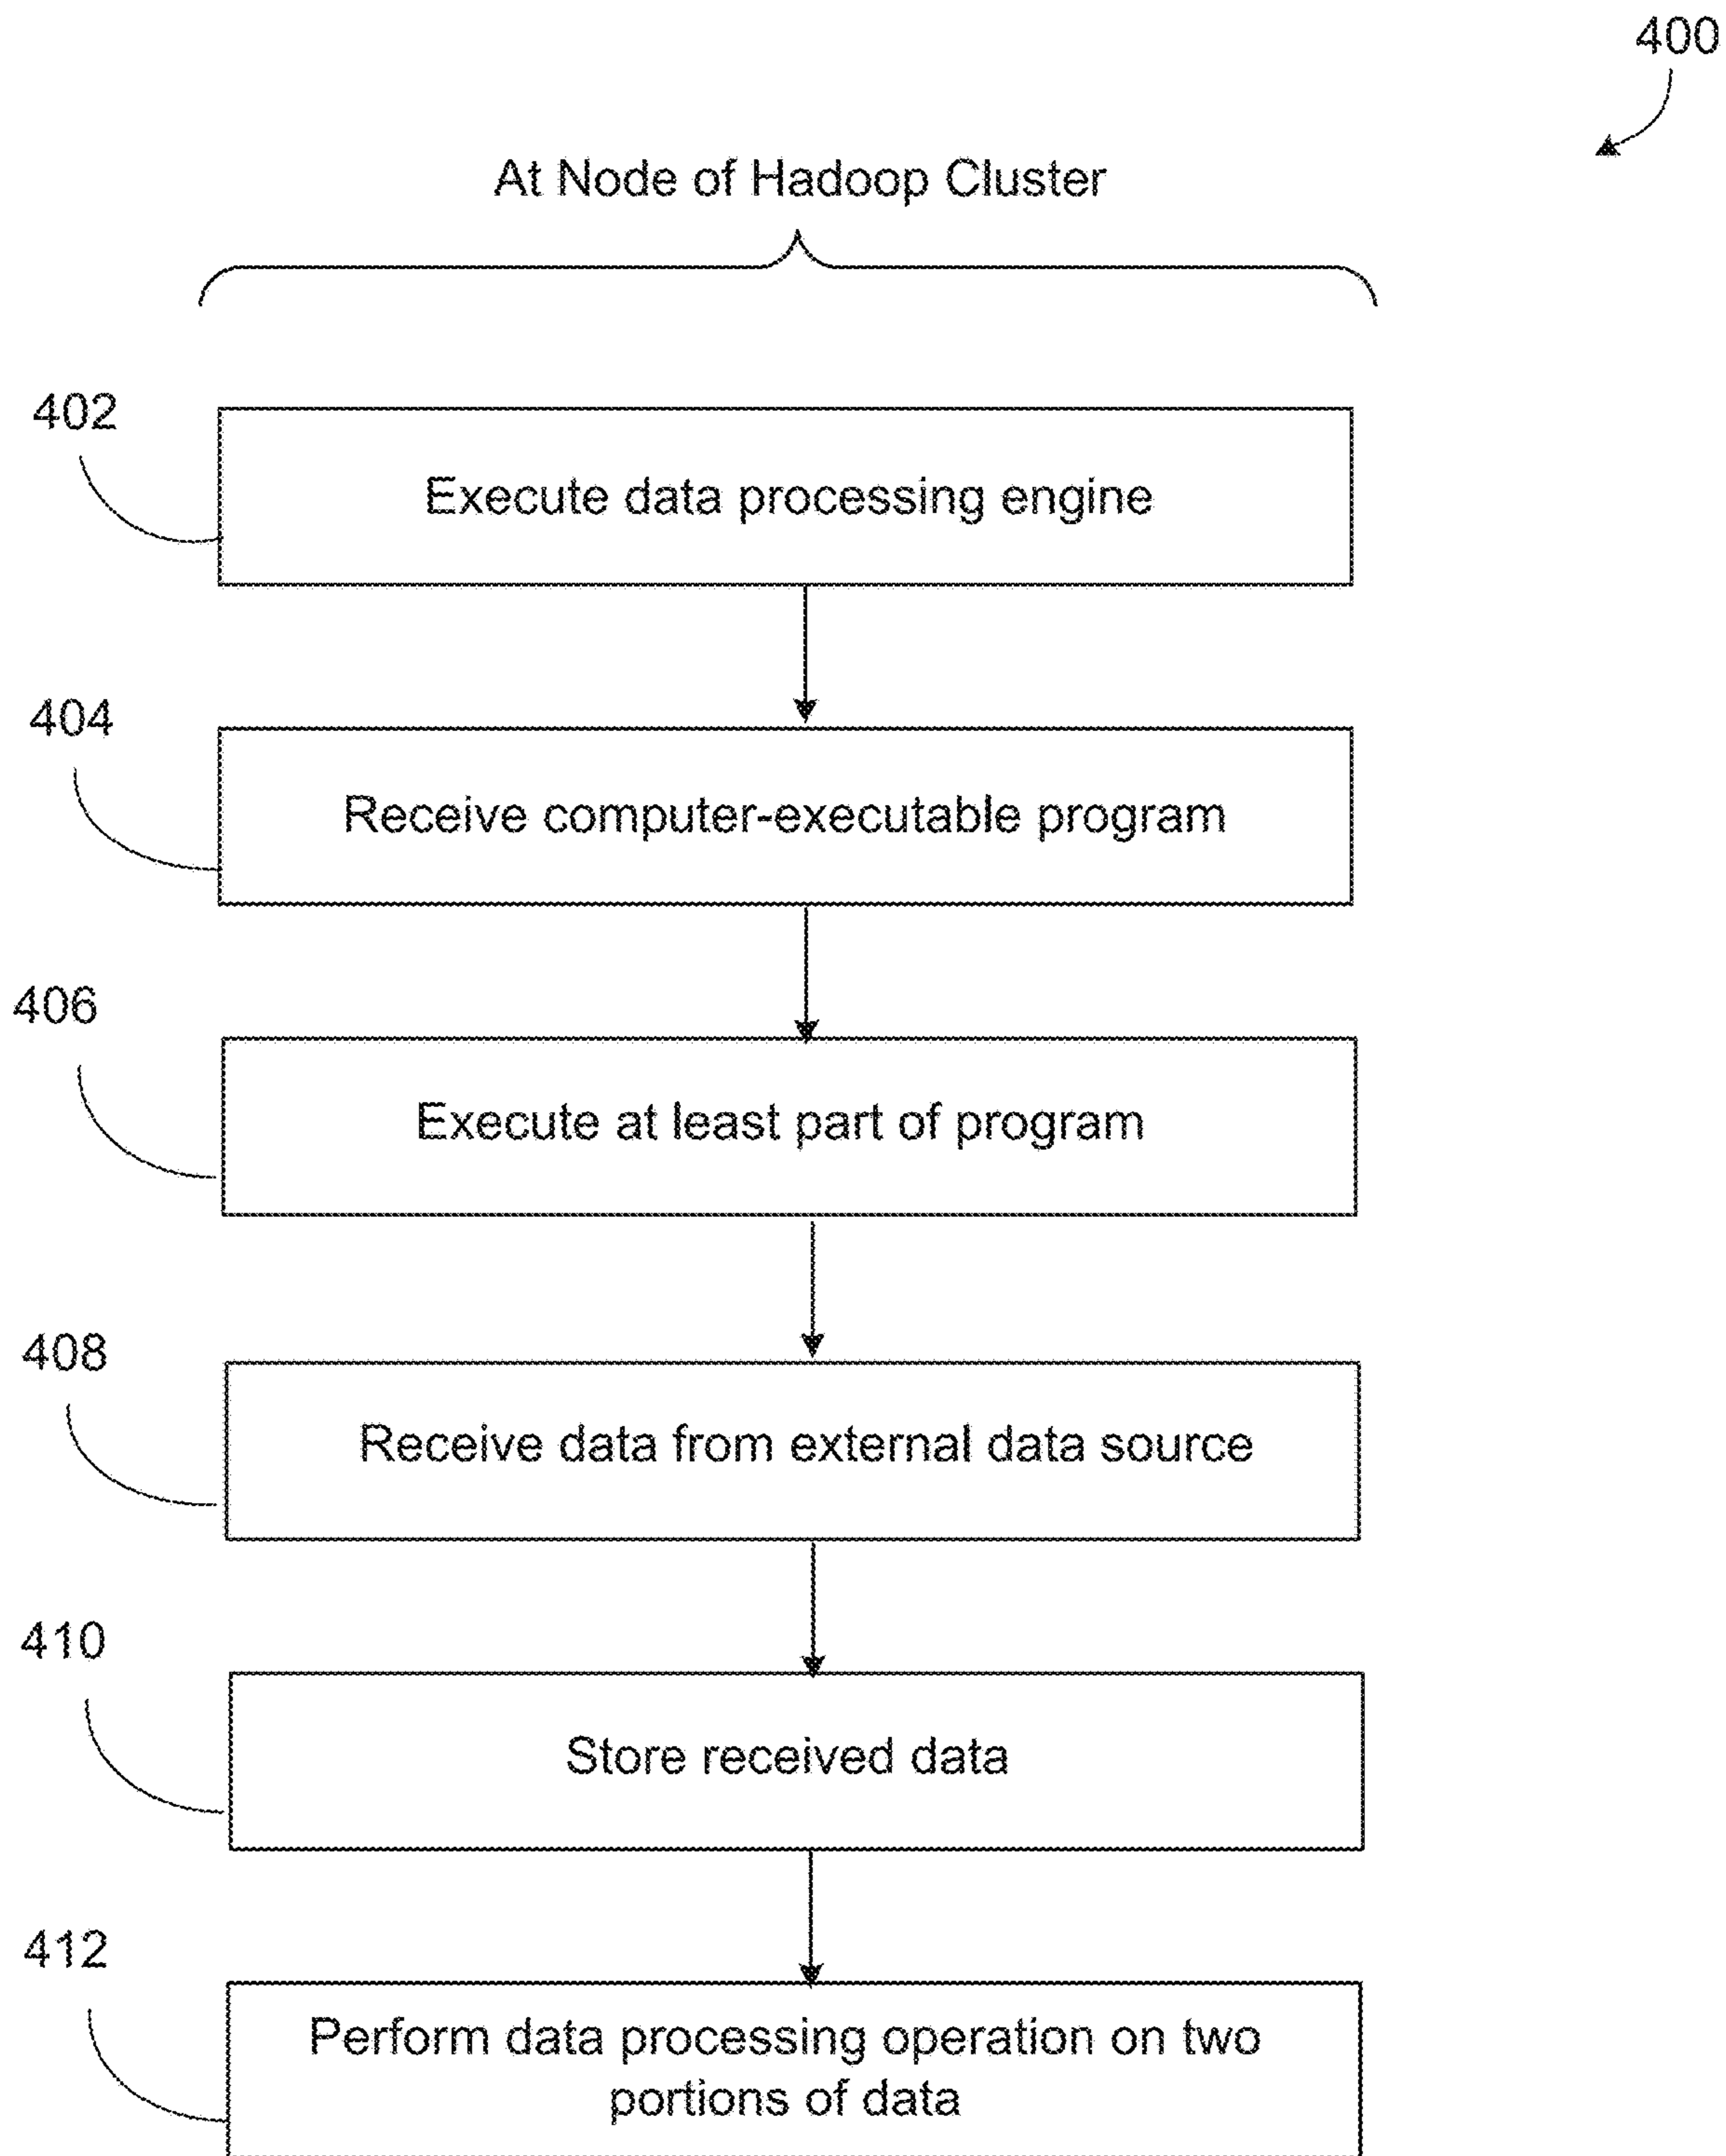 400
At Node of Hadoop Cluster
402
Execute data processing engine
404
Receive computer-executable program
406
Execute at least part of program
408
Receive data from external data source
410
Store received data
412
Perform data processing operation on two
portions of data